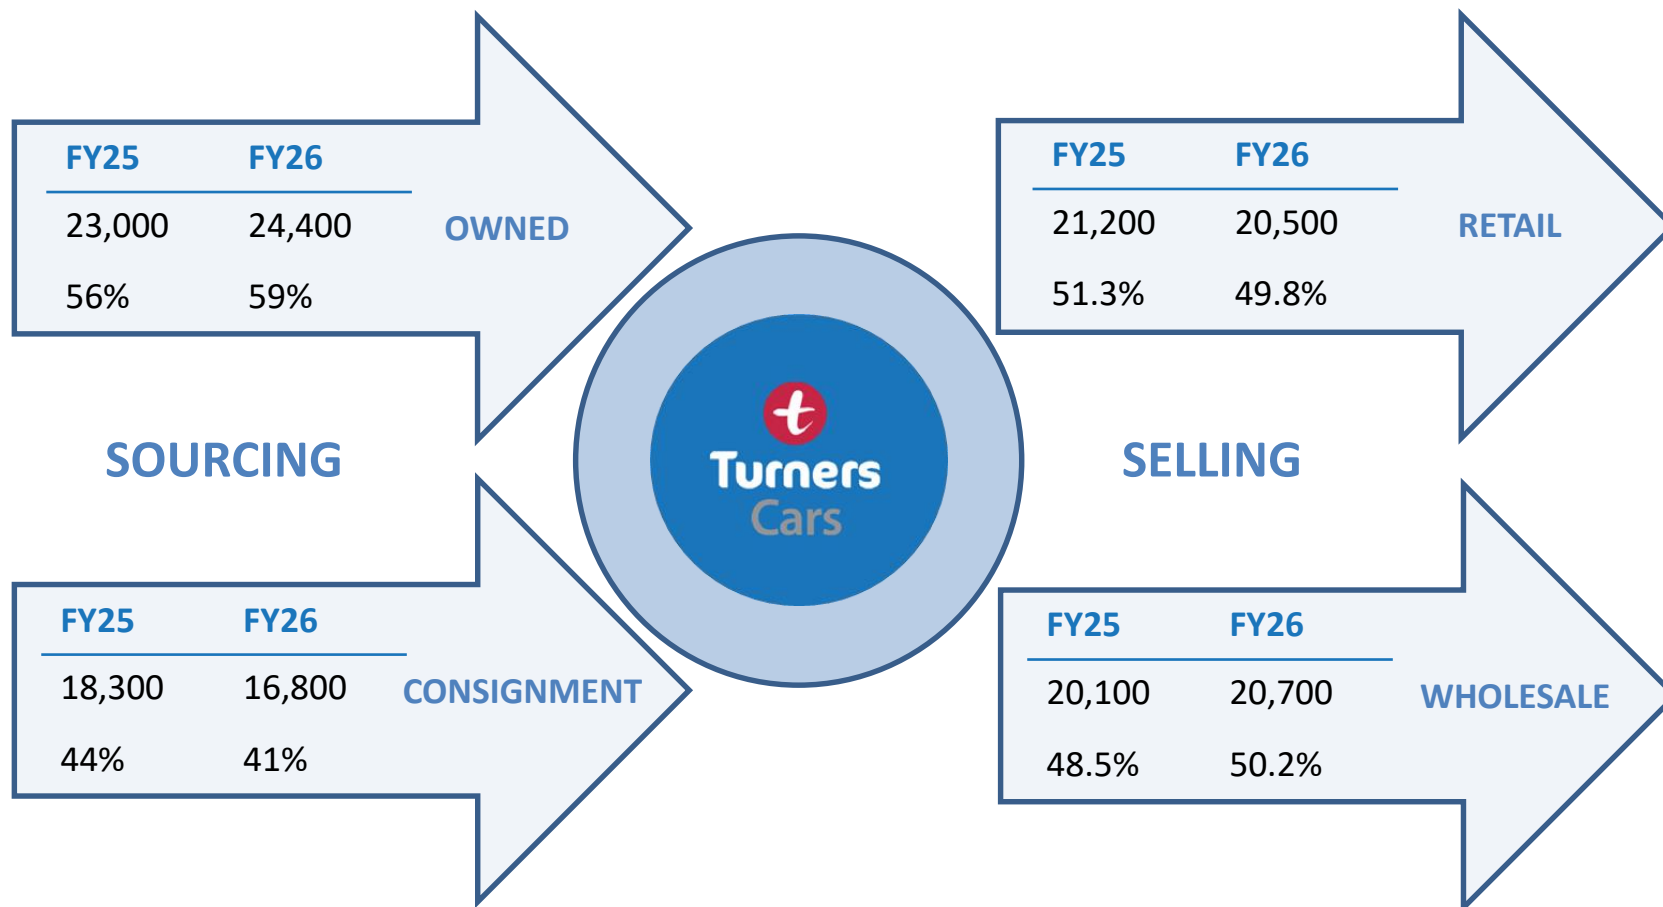 FY25 FY26
23,000 24,400
OWNED
56% 59%
SOURCING
FY25 FY26
18,300 16,800
CONSIGNMENT
44% 41%
t
Turners
Cars
FY25 FY26
21,200 20,500
RETAIL
51.3% 49.8%
SELLING
FY25 FY26
20,100 20,700
WHOLESALE
48.5% 50.2%